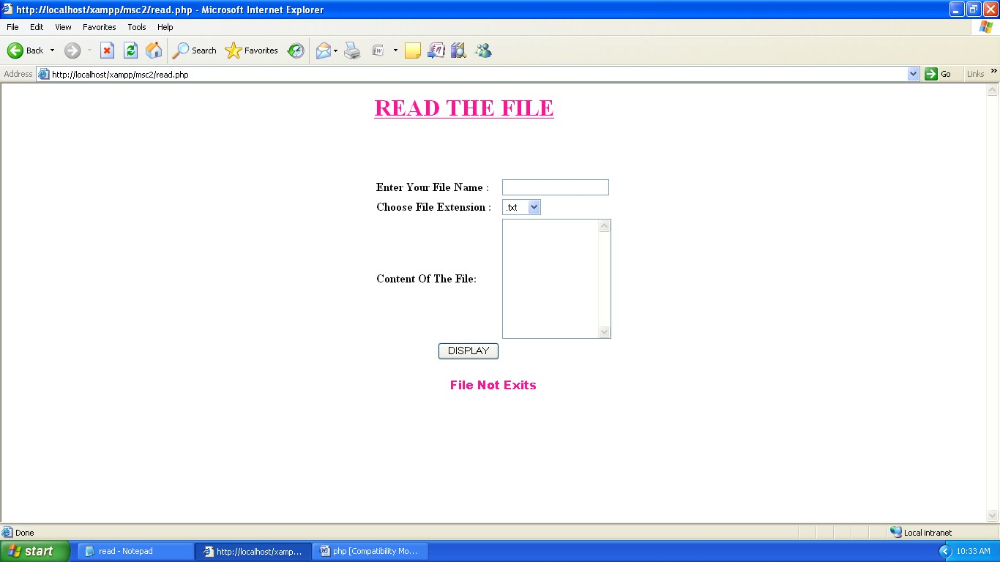 http://localhost/xampp/msc2/read.php - Microsoft Internet Explorer
File Edit View Favorites Tools Help
Back Search Favorites
Address http://localhost/xampp/msc2/read.php Go Links »
READ THE FILE
Enter Your File Name :
Choose File Extension : .txt
Content Of The File:
DISPLAY
File Not Exits
Done Local intranet
start read - Notepad http://localhost/xamp... php [Compatibility Mo... 10:33 AM